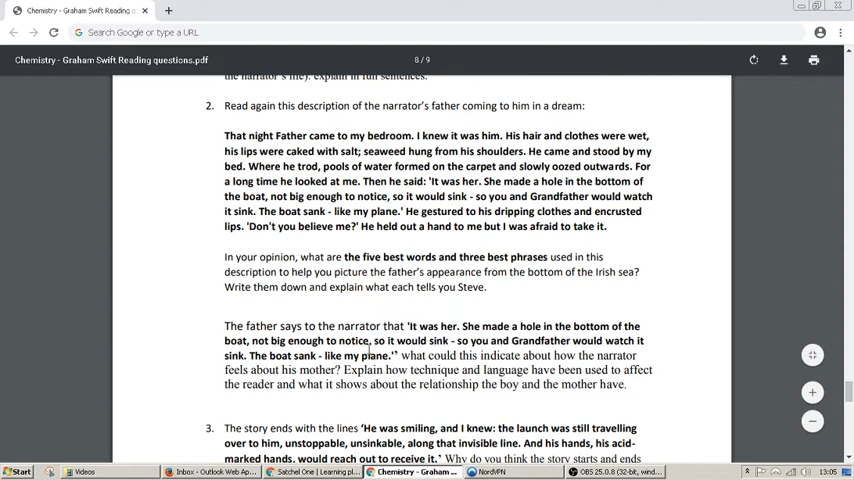 Chemistry - Graham Swift Readin
Search Google or type a URL
Chemistry - Graham Swift Reading questions.pdf
8 / 9
the narrator's life). explain in full sentences.
2. Read again this description of the narrator's father coming to him in a dream:
That night Father came to my bedroom. I knew it was him. His hair and clothes were wet,
his lips were caked with salt; seaweed hung from his shoulders. He came and stood by my
bed. Where he trod, pools of water formed on the carpet and slowly oozed outwards. For
a long time he looked at me. Then he said: 'It was her. She made a hole in the bottom of
the boat, not big enough to notice, so it would sink - so you and Grandfather would watch
it sink. The boat sank - like my plane.' He gestured to his dripping clothes and encrusted
lips. 'Don't you believe me?' He held out a hand to me but I was afraid to take it.
In your opinion, what are the five best words and three best phrases used in this
description to help you picture the father's appearance from the bottom of the Irish sea?
Write them down and explain what each tells you Steve.
The father says to the narrator that 'It was her. She made a hole in the bottom of the
boat, not big enough to notice, so it would sink - so you and Grandfather would watch it
sink. The boat sank - like my plane.'' what could this indicate about how the narrator
feels about his mother? Explain how technique and language have been used to affect
the reader and what it shows about the relationship the boy and the mother have.
3. The story ends with the lines 'He was smiling, and I knew: the launch was still travelling
over to him, unstoppable, unsinkable, along that invisible line. And his hands, his acid-
marked hands, would reach out to receive it.' Why do you think the story starts and ends
Start
Videos
Inbox - Outlook Web Ap...
Satchel One | Learning pl...
Chemistry - Graham ...
NordVPN
OBS 25.0.8 (32-bit, wind...
13:05